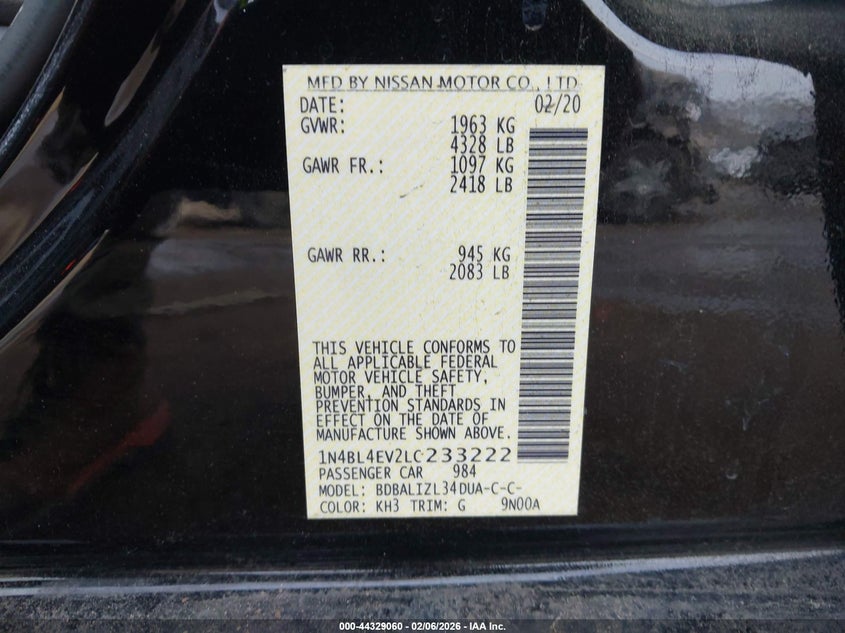 MFD BY NISSAN MOTOR CO., LTD
DATE: 02/20
GVWR: 1963 KG
4328 LB
GAWR FR.: 1097 KG
2418 LB
GAWR RR.: 945 KG
2083 LB
THIS VEHICLE CONFORMS TO
ALL APPLICABLE FEDERAL
MOTOR VEHICLE SAFETY,
BUMPER, AND THEFT
PREVENTION STANDARDS IN
EFFECT ON THE DATE OF
MANUFACTURE SHOWN ABOVE.
1N4BL4EV2LC233222
PASSENGER CAR 984
MODEL: BDBALIZL34DUA-C-C-
COLOR: KH3 TRIM: G 9N00A
000-44329060 - 02/06/2026 - IAA Inc.